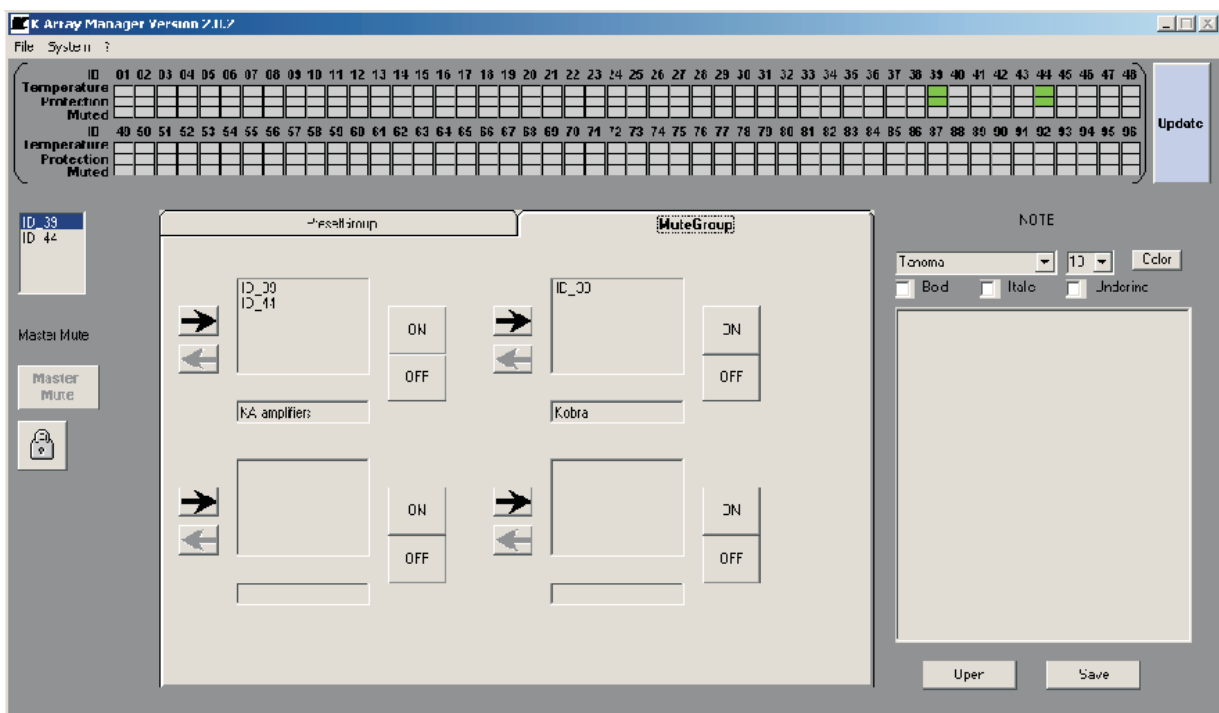 K Array Manager Version 2.0.2
File System ?
ID 01 02 03 04 05 06 07 08 09 10 11 12 13 14 15 16 17 18 19 20 21 22 23 24 25 26 27 28 29 30 31 32 33 34 35 36 37 38 39 40 41 42 43 44 45 46 47 48
Temperature
Protection
Muted
ID 49 50 51 52 53 54 55 56 57 58 59 60 61 62 63 64 65 66 67 68 69 70 71 72 73 74 75 76 77 78 79 80 81 82 83 84 85 86 87 88 89 90 91 92 93 94 95 96
Temperature
Protection
Muted
Update
ID_39
ID_44
Master Mute
Master
Mute
PresetGroup
MuteGroup
ID_39
ID_44
ON
OFF
KA amplifiers
ID_39
ON
OFF
Kobra
ON
OFF
ON
OFF
NOTE
Tahoma
10
Color
Bold
Italic
Underline
Open
Save